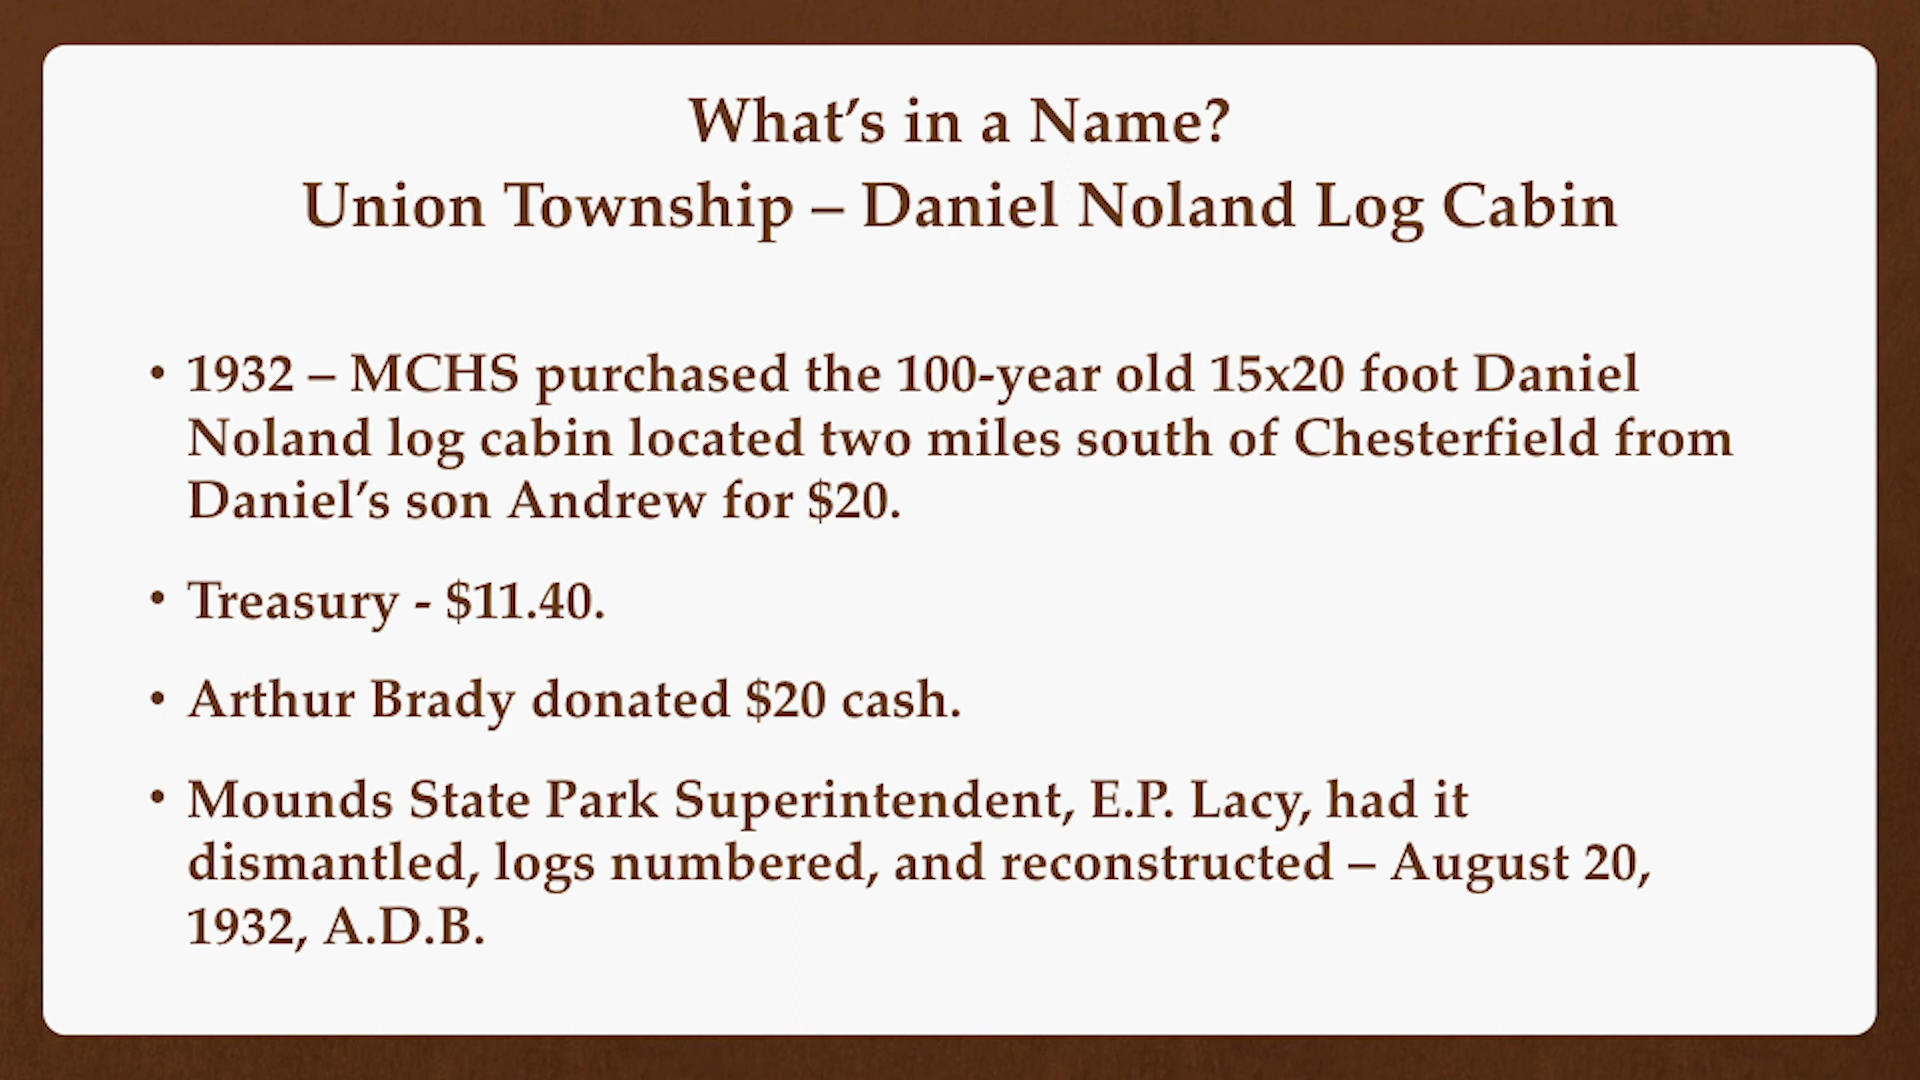 What’s in a Name?
Union Township – Daniel Noland Log Cabin
• 1932 – MCHS purchased the 100-year old 15x20 foot Daniel
Noland log cabin located two miles south of Chesterfield from
Daniel’s son Andrew for $20.
• Treasury - $11.40.
• Arthur Brady donated $20 cash.
• Mounds State Park Superintendent, E.P. Lacy, had it
dismantled, logs numbered, and reconstructed – August 20,
1932, A.D.B.